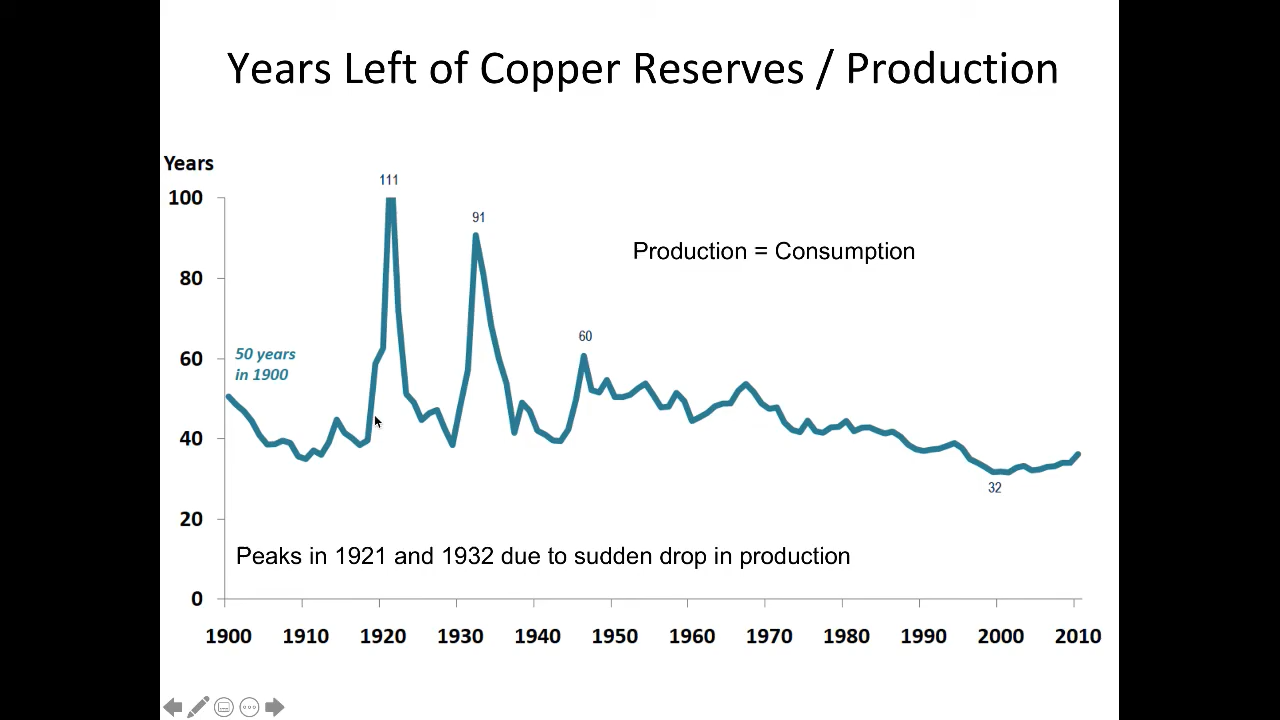 Years Left of Copper Reserves / Production
Years
111
100
91
Production = Consumption
80
60
60
50 years
in 1900
40
32
20
Peaks in 1921 and 1932 due to sudden drop in production
0
1900 1910 1920 1930 1940 1950 1960 1970 1980 1990 2000 2010